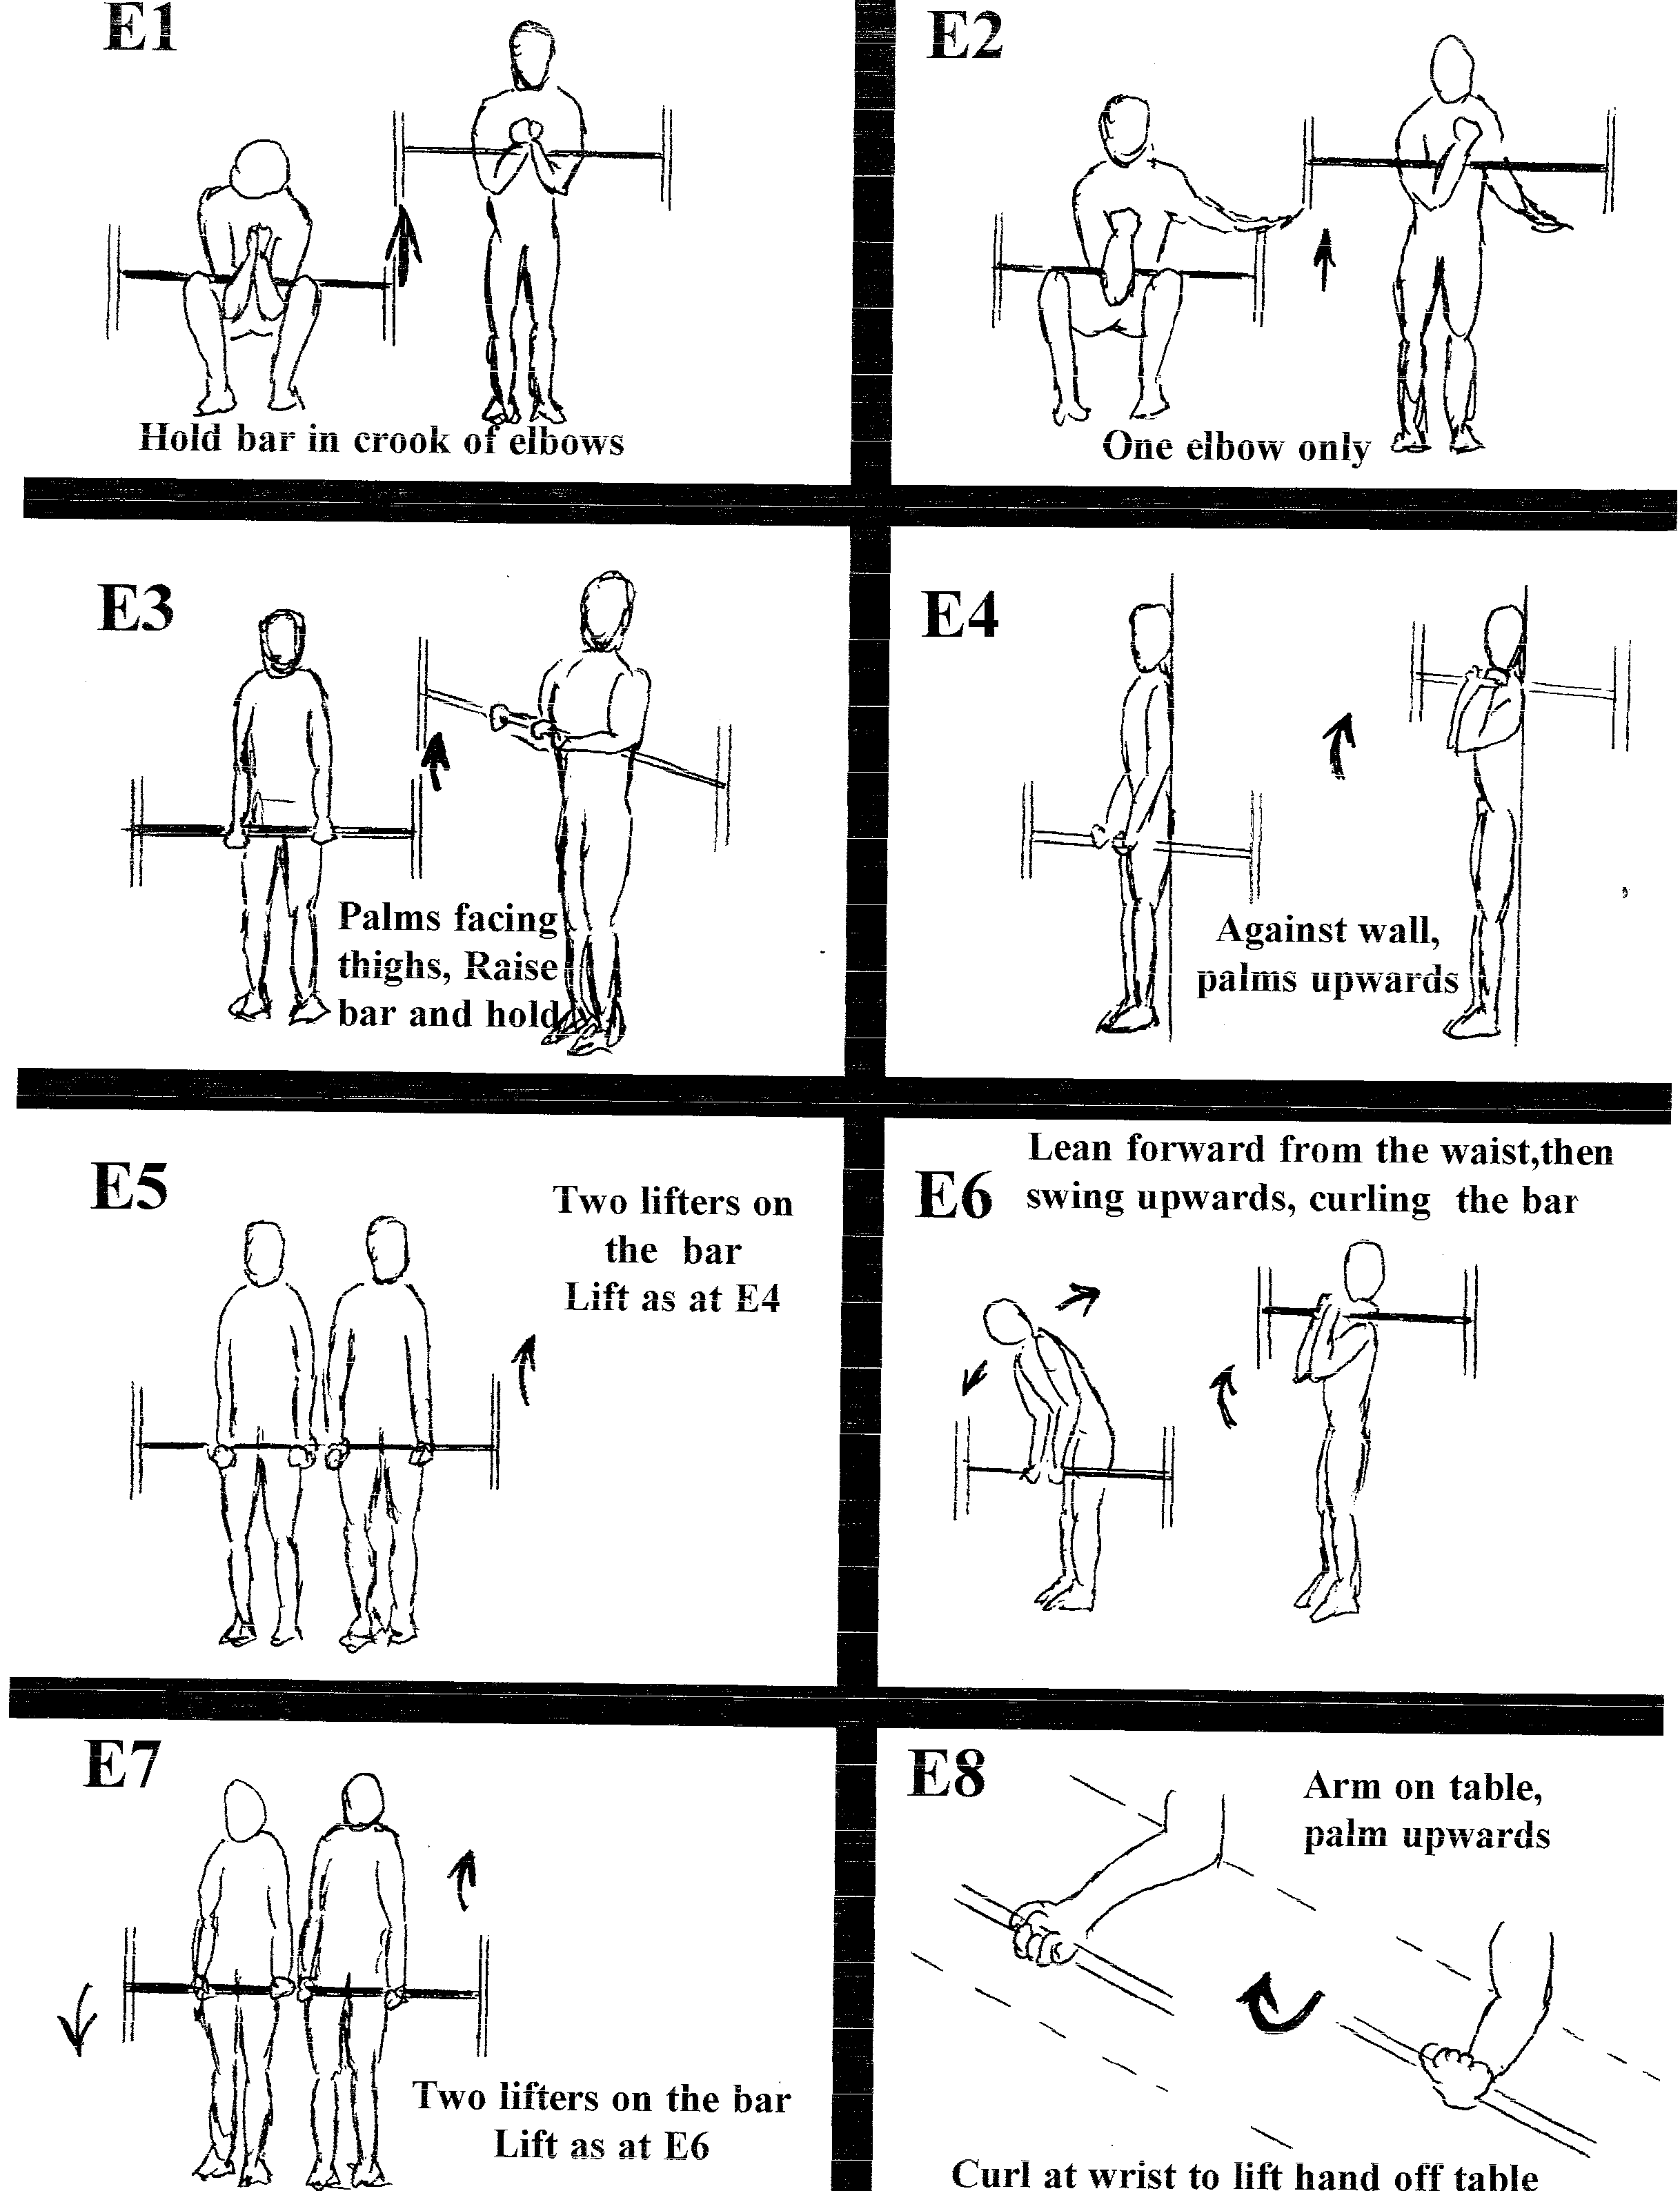 E1
Hold bar in crook of elbows
E2
One elbow only
E3
Palms facing
thighs, Raise
bar and hold
E4
Against wall,
palms upwards
E5
Two lifters on
the bar
Lift as at E4
E6
Lean forward from the waist,then
swing upwards, curling the bar
E7
Two lifters on the bar
Lift as at E6
E8
Arm on table,
palm upwards
Curl at wrist to lift hand off table